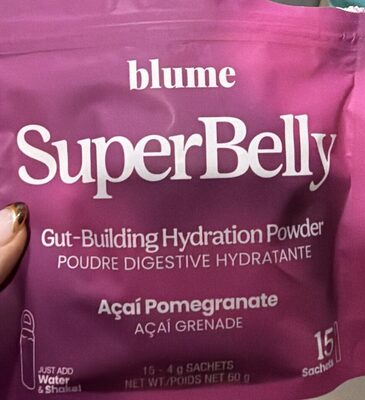 blume
SuperBelly
Gut-Building Hydration Powder
POUDRE DIGESTIVE HYDRATANTE
Açaí Pomegranate
AÇAÍ GRENADE
15
Sachets
JUST ADD
Water
& Shake!
15 - 4 g SACHETS
NET WT/POIDS NET 60 g